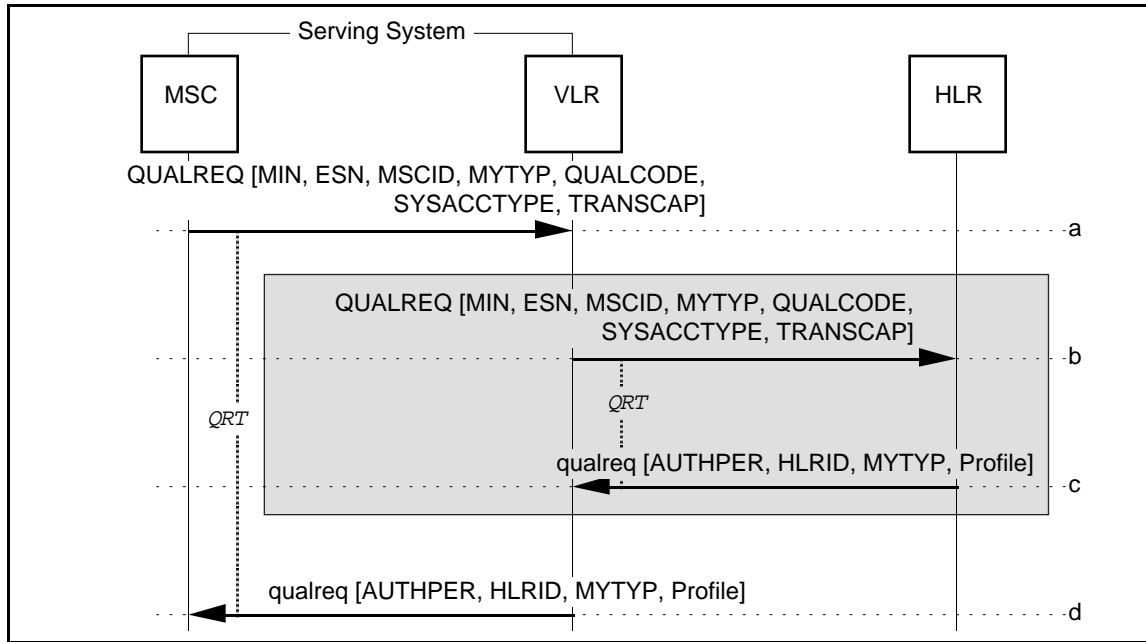 Serving System
MSC
VLR
HLR
QUALREQ [MIN, ESN, MSCID, MYTYP, QUALCODE,
SYSACCTYPE, TRANSCAP]
a
QUALREQ [MIN, ESN, MSCID, MYTYP, QUALCODE,
SYSACCTYPE, TRANSCAP]
b
QRT
QRT
qualreq [AUTHPER, HLRID, MYTYP, Profile]
c
qualreq [AUTHPER, HLRID, MYTYP, Profile]
d